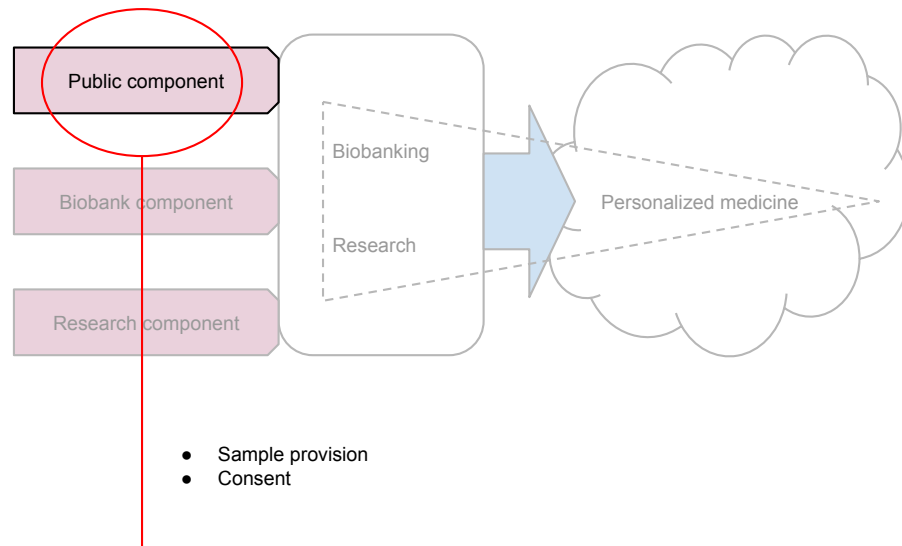 Public component
Biobanking
Biobank component
Personalized medicine
Research
Research component
● Sample provision
● Consent